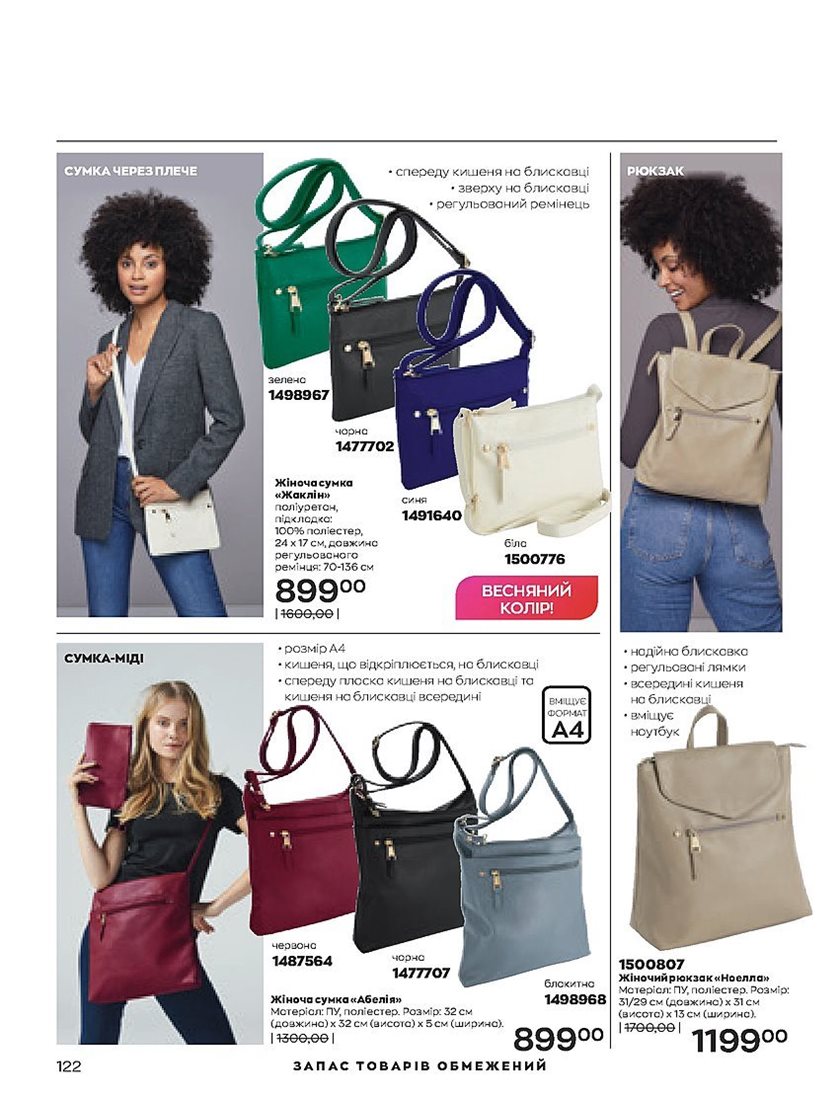 СУМКА ЧЕРЕЗ ПЛЕЧЕ
• спереду кишеня на блискавці
• зверху на блискавці
• регульований ремінець
зелена
1498967
чорна
1477702
синя
1491640
біла
1500776
Жіноча сумка
«Жаклін»
поліуретан,
підкладка:
100% поліестер,
24 х 17 см, довжина
регульованого
ремінця: 70-136 см
899⁰⁰
| 1600,00 |
ВЕСНЯНИЙ
КОЛІР!
РЮКЗАК
• надійна блискавка
• регульовані лямки
• всередині кишеня
на блискавці
• вміщує
ноутбук
1500807
Жіночий рюкзак «Ноелла»
Матеріал: ПУ, поліестер. Розмір:
31/29 см (довжина) х 31 см
(висота) х 13 см (ширина).
| 1700,00 |
1199⁰⁰
СУМКА-МІДІ
• розмір А4
• кишеня, що відкріплюється, на блискавці
• спереду плоска кишеня на блискавці та
кишеня на блискавці всередині
ВМІЩУЄ
ФОРМАТ
А4
червона
1487564
чорна
1477707
блакитна
1498968
Жіноча сумка «Абелія»
Матеріал: ПУ, поліестер. Розмір: 32 см
(довжина) х 32 см (висота) х 5 см (ширина).
| 1300,00 |
899⁰⁰
122
ЗАПАС ТОВАРІВ ОБМЕЖЕНИЙ